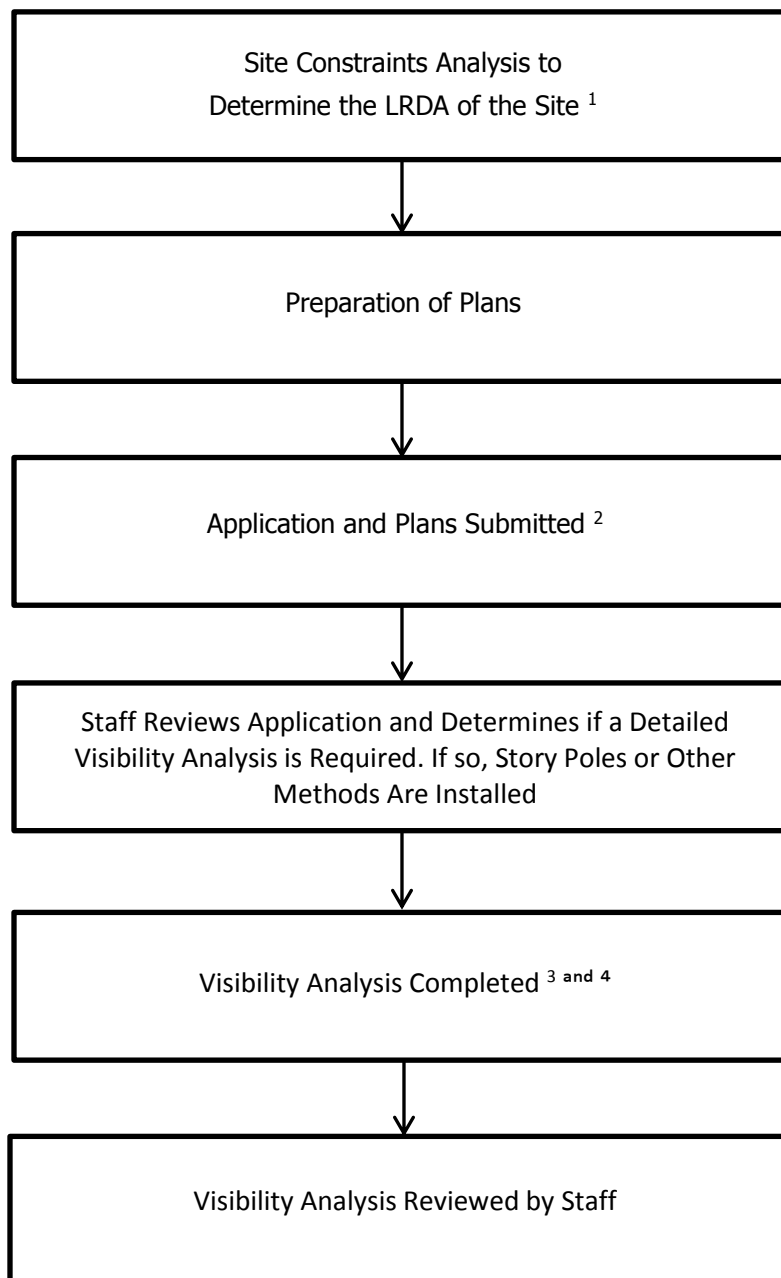 Site Constraints Analysis to
Determine the LRDA of the Site 1
Preparation of Plans
Application and Plans Submitted 2
Staff Reviews Application and Determines if a Detailed
Visibility Analysis is Required. If so, Story Poles or Other
Methods Are Installed
Visibility Analysis Completed 3 and 4
Visibility Analysis Reviewed by Staff